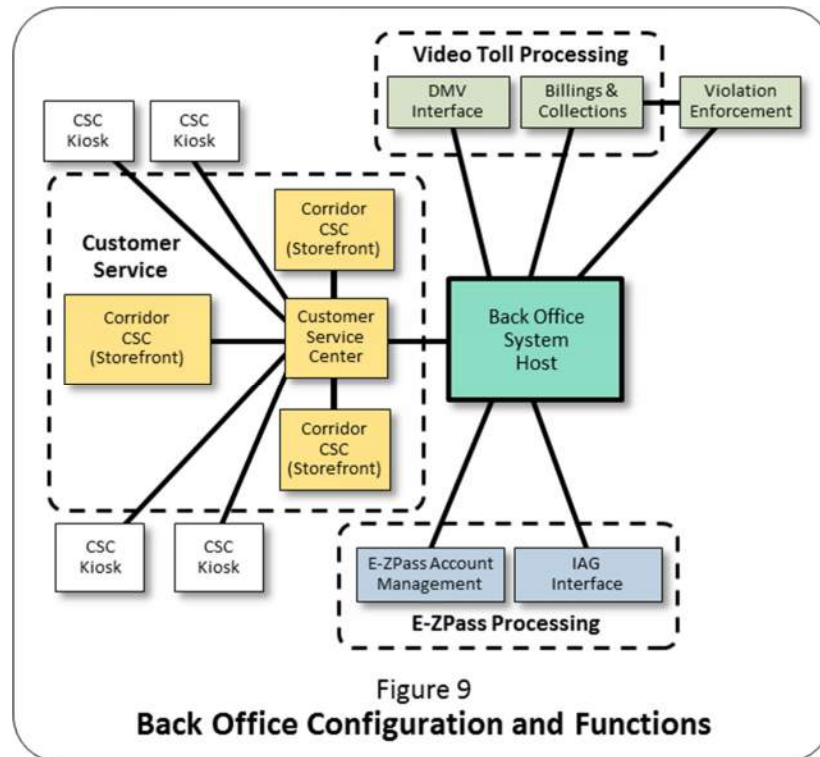 Video Toll Processing
DMV
Interface
Billings &
Collections
Violation
Enforcement
CSC
Kiosk
CSC
Kiosk
Customer
Service
Corridor
CSC
(Storefront)
Corridor
CSC
(Storefront)
Customer
Service
Center
Back Office
System
Host
Corridor
CSC
(Storefront)
CSC
Kiosk
CSC
Kiosk
E-ZPass Account
Management
IAG
Interface
E-ZPass Processing
Figure 9
Back Office Configuration and Functions